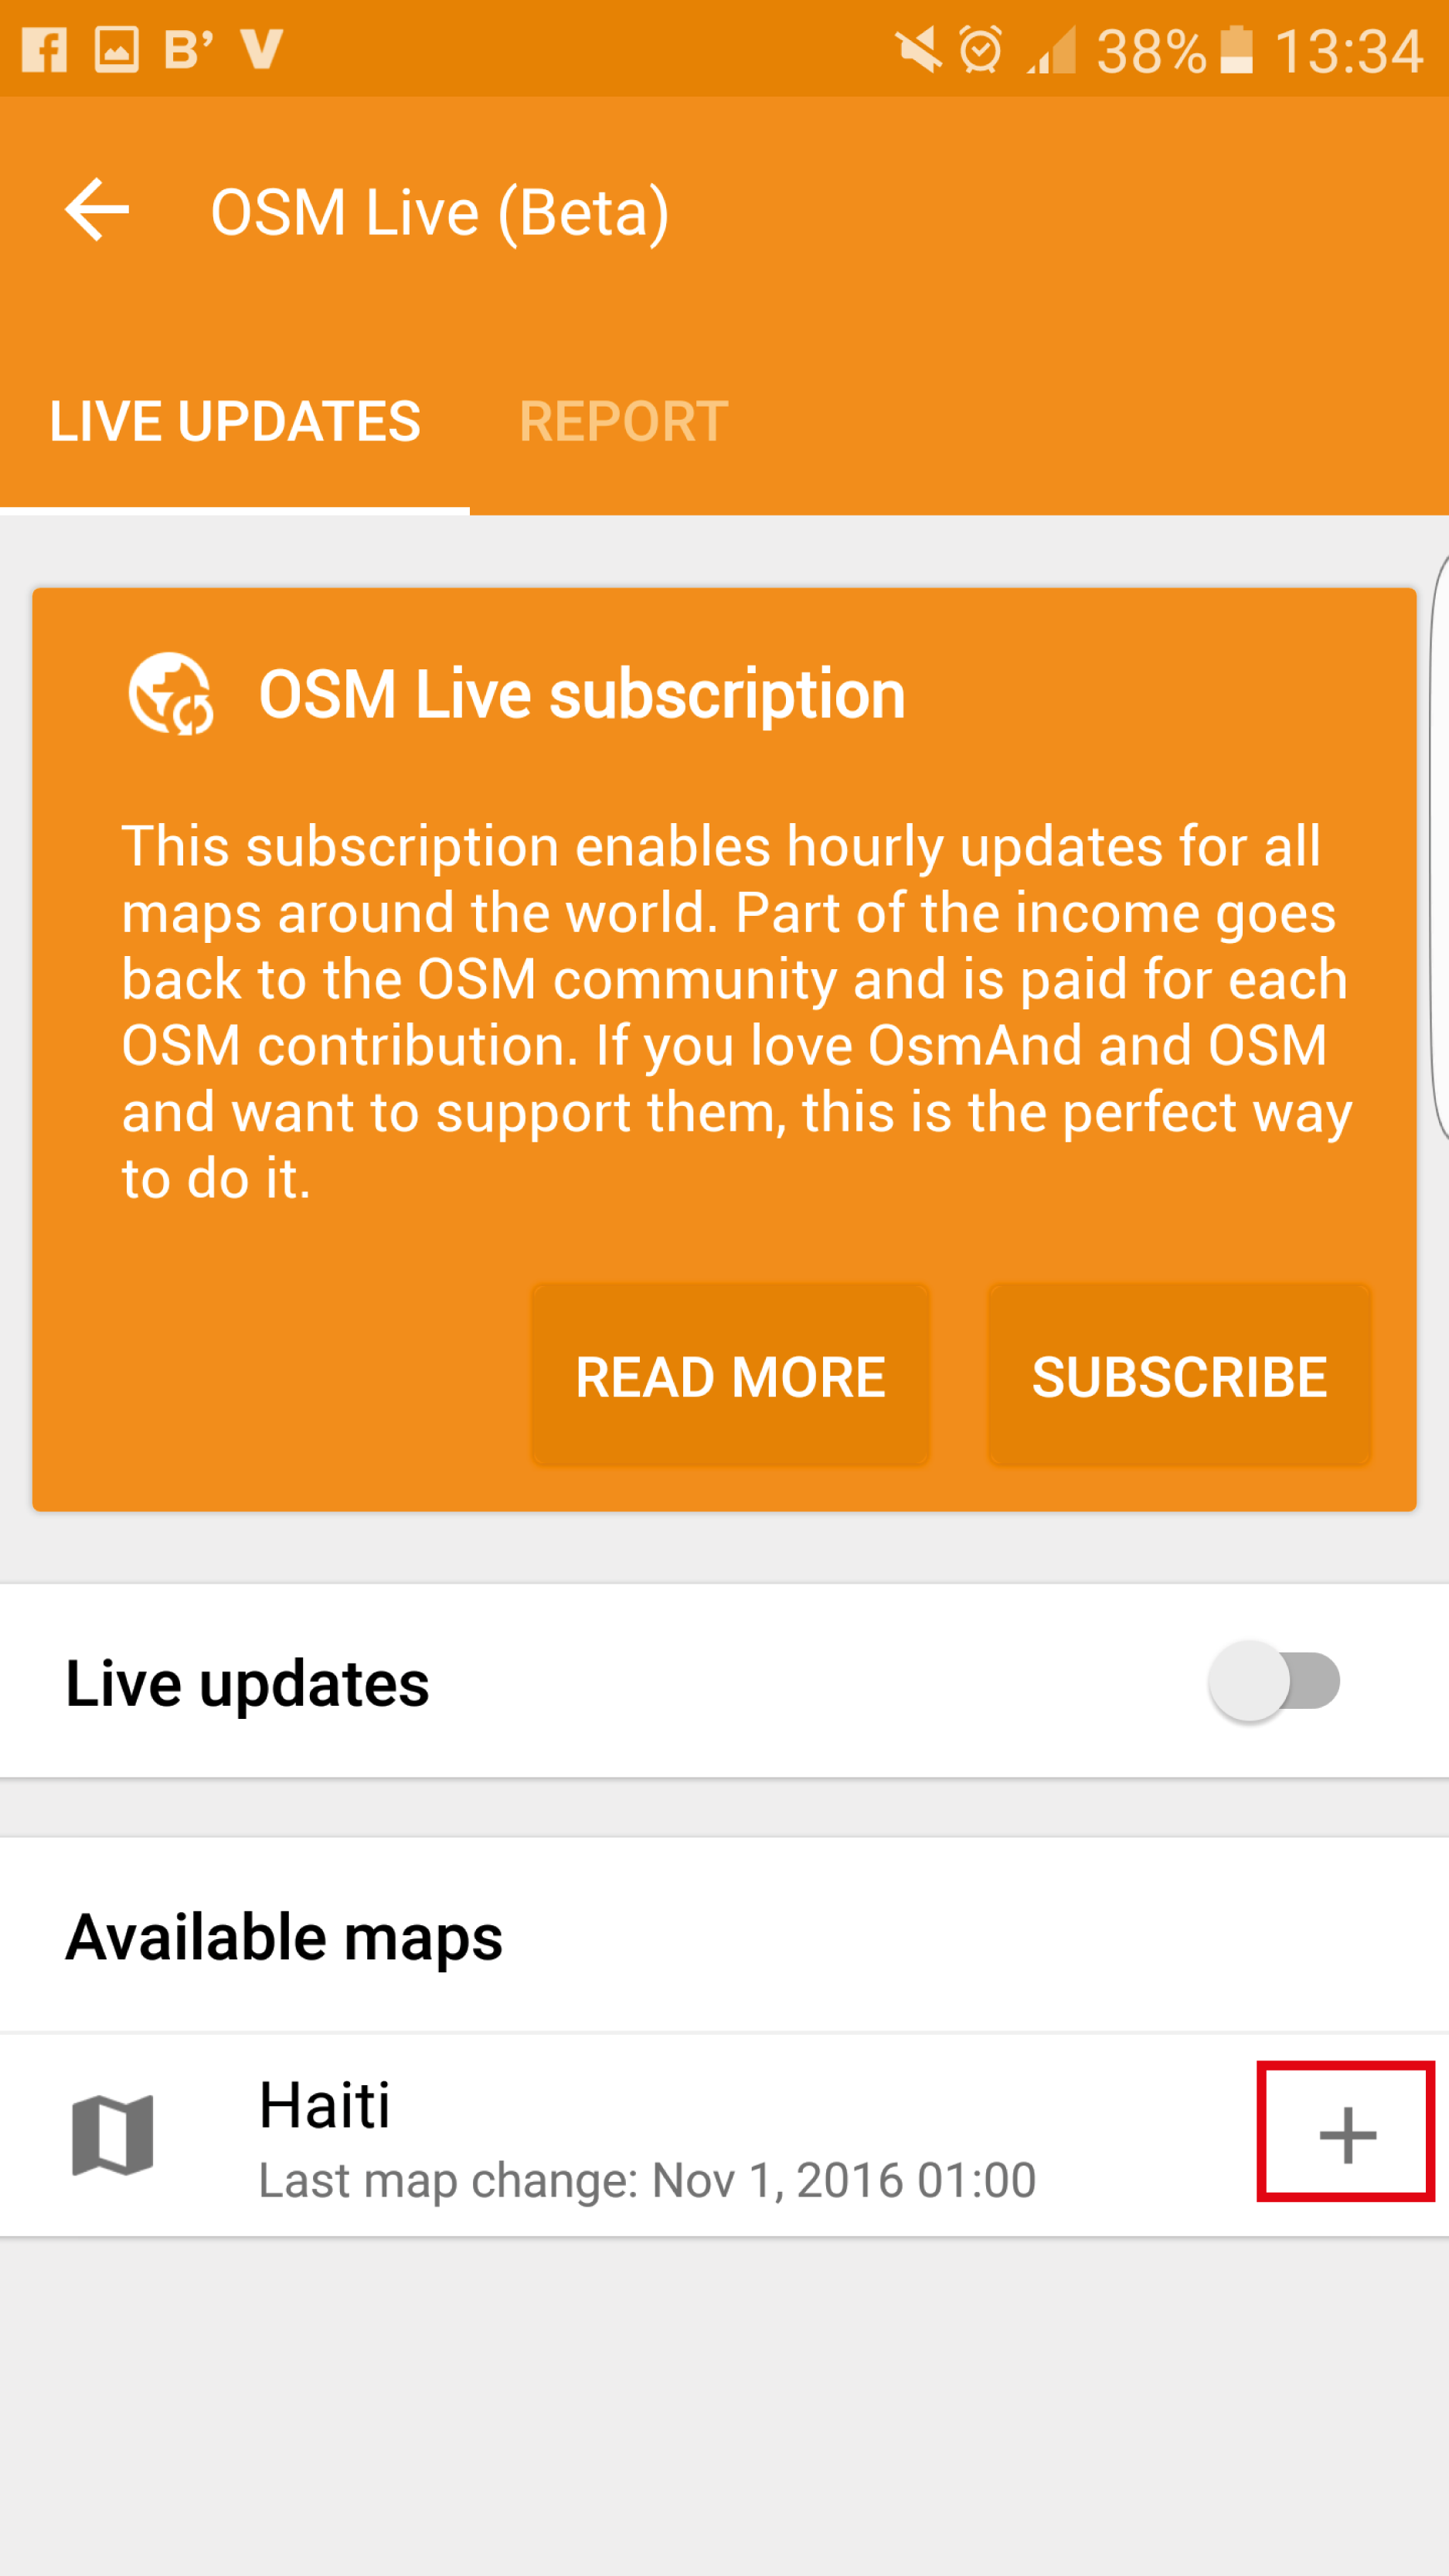 B’ V 38% 13:34
OSM Live (Beta)
LIVE UPDATES REPORT
OSM Live subscription
This subscription enables hourly updates for all
maps around the world. Part of the income goes
back to the OSM community and is paid for each
OSM contribution. If you love OsmAnd and OSM
and want to support them, this is the perfect way
to do it.
READ MORE SUBSCRIBE
Live updates
Available maps
Haiti
Last map change: Nov 1, 2016 01:00